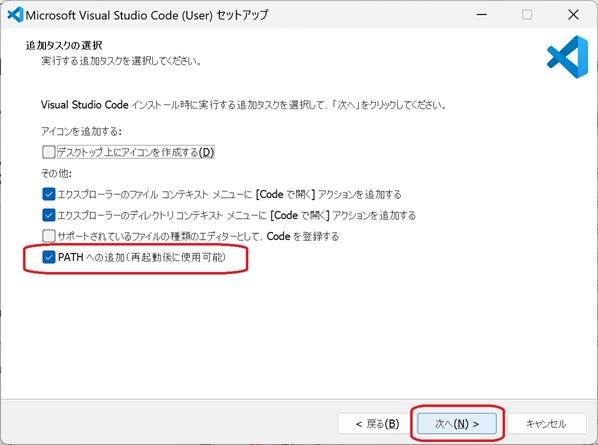 Microsoft Visual Studio Code (User) セットアップ
追加タスクの選択
実行する追加タスクを選択してください。
Visual Studio Code インストール時に実行する追加タスクを選択して、「次へ」をクリックしてください。
アイコンを追加する:
デスクトップ上にアイコンを作成する(D)
その他:
エクスプローラーのファイル コンテキスト メニューに [Code で開く] アクションを追加する
エクスプローラーのディレクトリ コンテキスト メニューに [Code で開く] アクションを追加する
サポートされているファイルの種類のエディターとして、Code を登録する
PATH への追加（再起動後に使用可能）
< 戻る(B) 次へ(N) > キャンセル